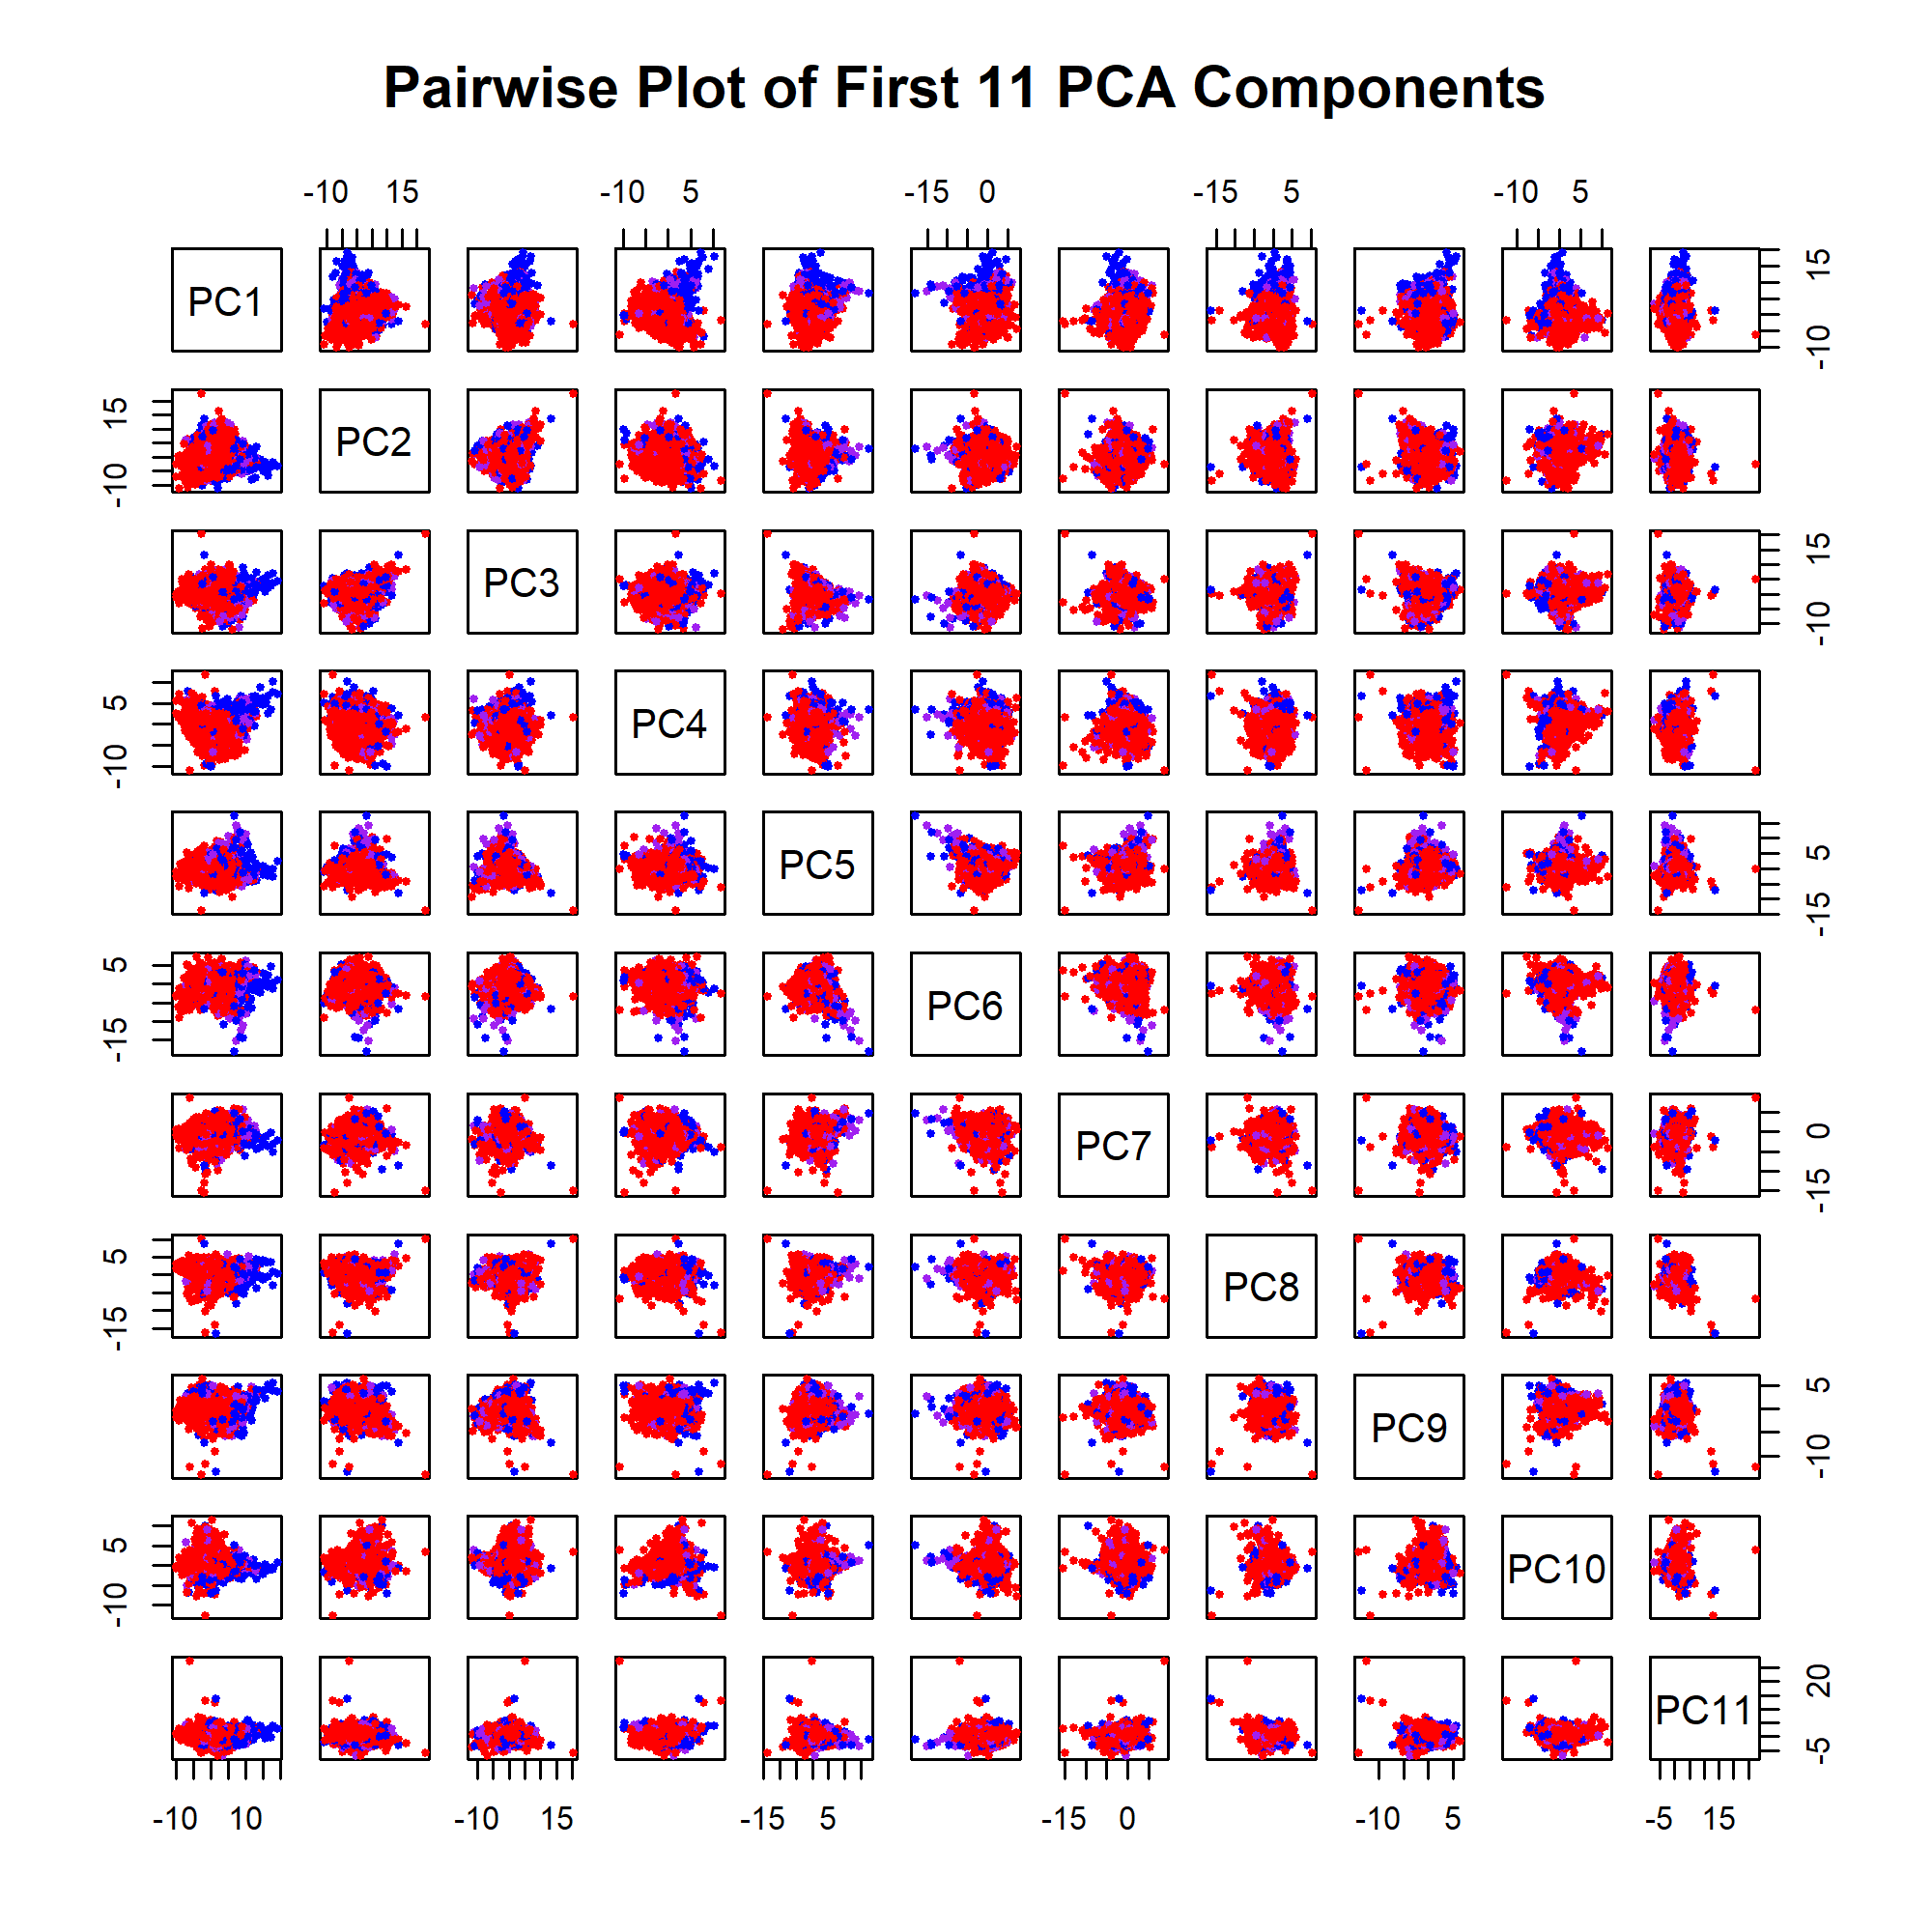 Pairwise Plot of First 11 PCA Components
-10 15 -10 5 -15 0 -15 5 -10 5
PC1 15 -10
15 -10 PC2
PC3 15 -10
5 -10 PC4
PC5 5 -15
5 -15 PC6
PC7 0 -15
5 -15 PC8
PC9 5 -10
5 -10 PC10
PC11 20 -5
-10 10 -10 15 -15 5 -15 0 -10 5 -5 15